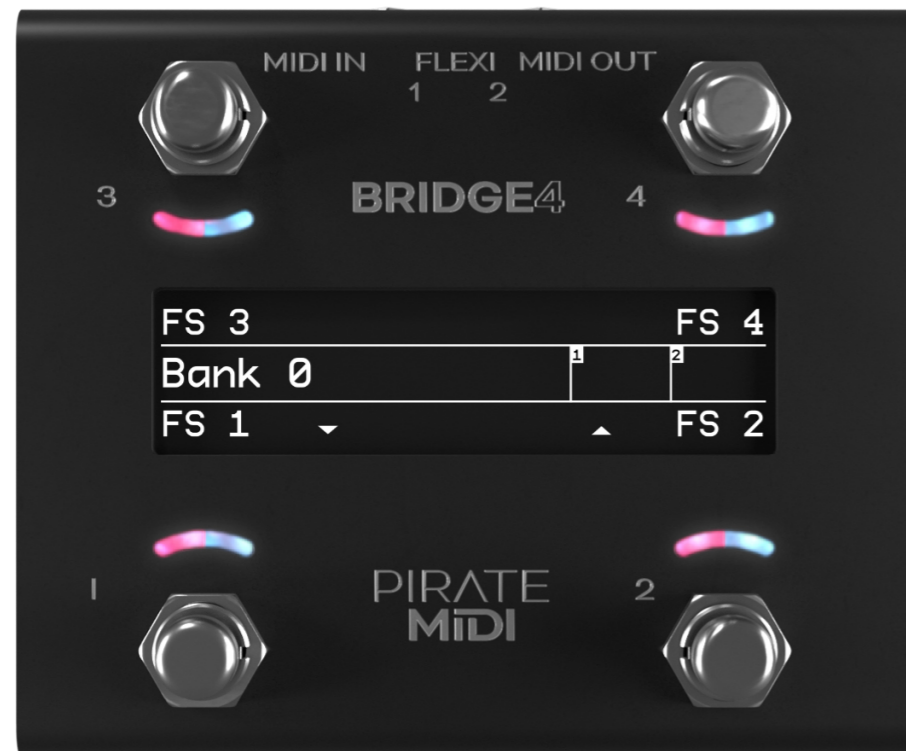 MIDI IN FLEXI MIDI OUT
1 2
3 BRIDGE4 4
FS 3 FS 4
Bank 0 1 2
FS 1 FS 2
1 PIRATE 2
MiDI